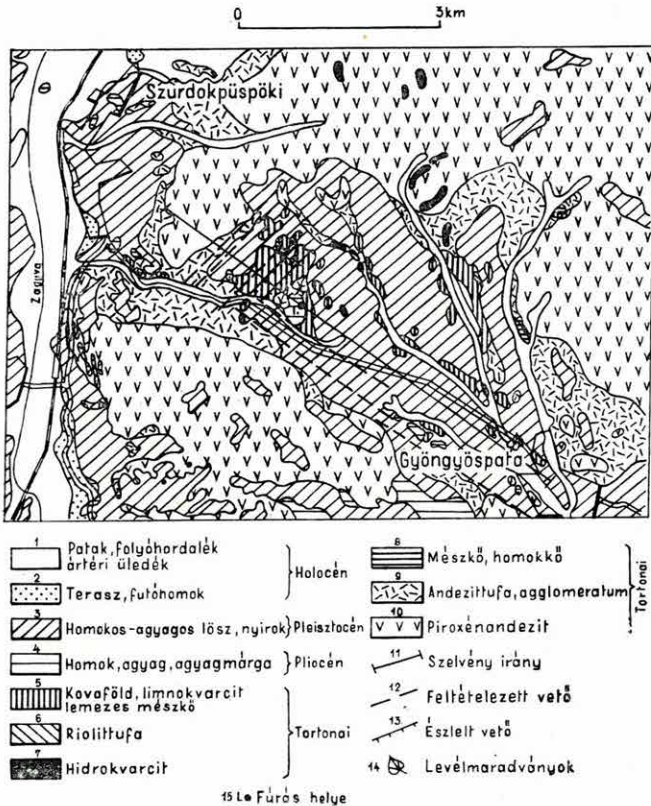 0 3km
Szurdokpüspöki
Zagyva
Gyöngyöspata
1 Patak, folyóhordalék
ártéri üledék
2 Terasz, futóhomok
Holocén
3 Homokos-agyagos lösz, nyirok
Pleisztocén
4 Homok, agyag, agyagmárga
Pliocén
5 Kovaföld, limnokvarcit
lemezes mészkő
6 Riolittufa
7 Hidrokvarcit
Tortonai
8 Mészkő, homokkő
9 Andezittufa, agglomeratum
10 Piroxénandezit
Tortonai
11 Szelvény irány
12 Feltételezett vető
13 Észlelt vető
14 Levélmaradványok
15 L Fúrás helye